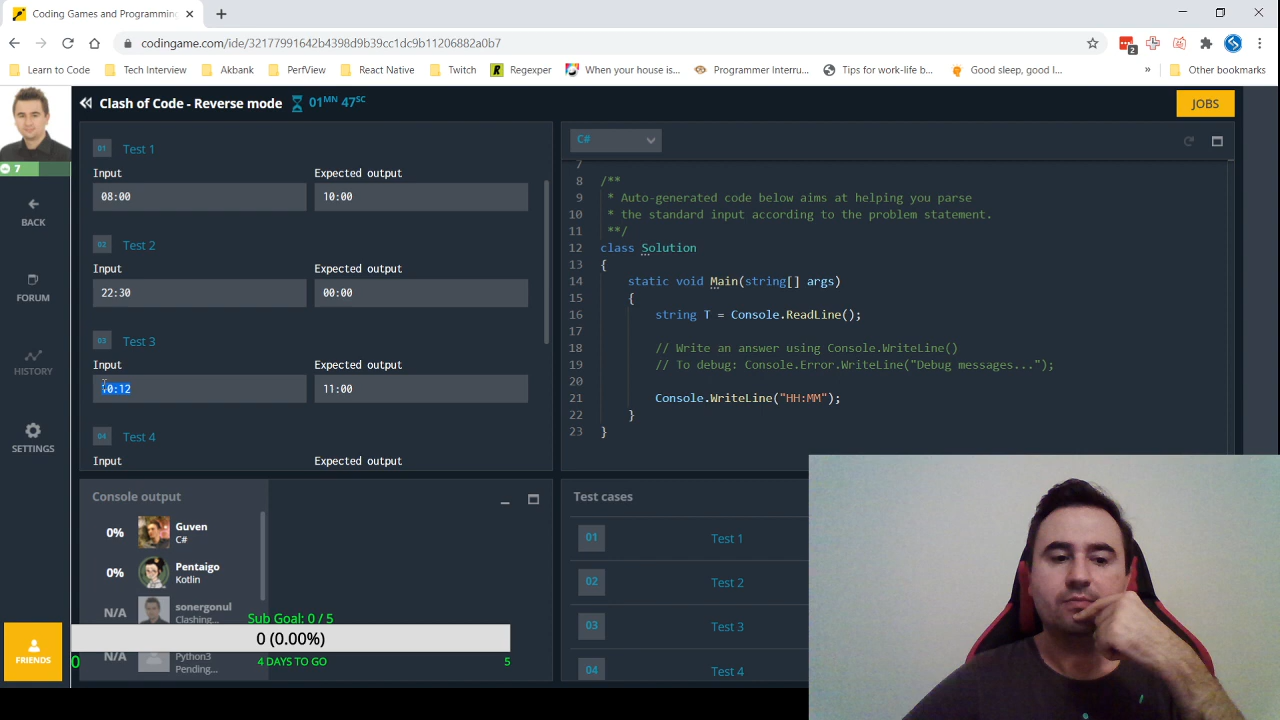 Coding Games and Programming
codingame.com/ide/32177991642b4398d9b39cc1dc9b11206882a0b7
2
Learn to Code
Tech Interview
Akbank
PerfView
React Native
Twitch
R Regexper
When your house is...
Programmer Interru...
Tips for work-life b...
Good sleep, good l...
»
Other bookmarks
Clash of Code - Reverse mode
01MN 47SC
JOBS
7
BACK
FORUM
HISTORY
SETTINGS
FRIENDS
01 Test 1
Input Expected output
08:00 10:00
02 Test 2
Input Expected output
22:30 00:00
03 Test 3
Input Expected output
0:12 11:00
04 Test 4
Input Expected output
C#
7
8 /**
9 * Auto-generated code below aims at helping you parse
10 * the standard input according to the problem statement.
11 **/
12 class Solution
13 {
14 static void Main(string[] args)
15 {
16 string T = Console.ReadLine();
17
18 // Write an answer using Console.WriteLine()
19 // To debug: Console.Error.WriteLine("Debug messages...");
20
21 Console.WriteLine("HH:MM");
22 }
23 }
Console output
0% Guven
C#
0% Pentaigo
Kotlin
N/A sonergonul
Clashing...
N/A Python3
Pending...
Sub Goal: 0 / 5
0 (0.00%)
0 4 DAYS TO GO 5
Test cases
01 Test 1
02 Test 2
03 Test 3
04 Test 4